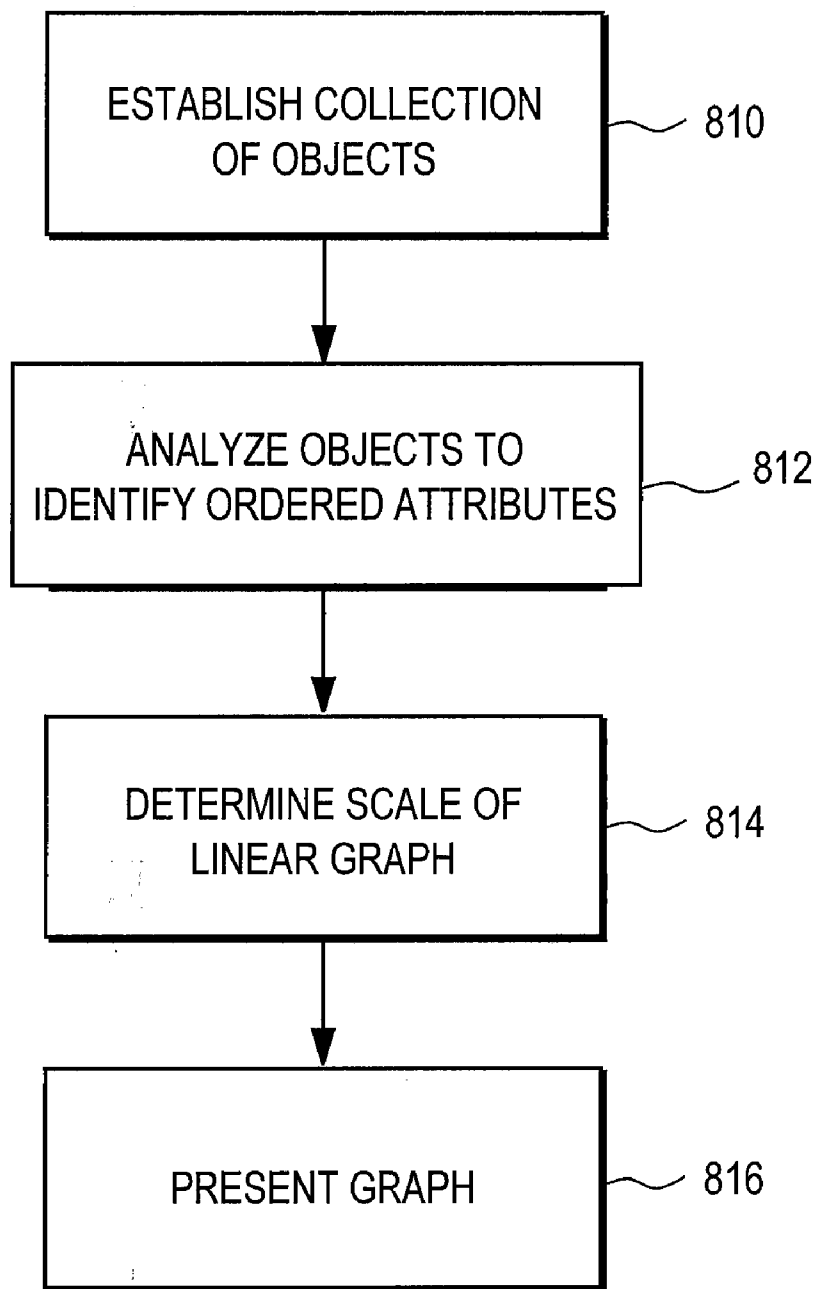 ESTABLISH COLLECTION
OF OBJECTS
810
ANALYZE OBJECTS TO
IDENTIFY ORDERED ATTRIBUTES
812
DETERMINE SCALE OF
LINEAR GRAPH
814
PRESENT GRAPH
816